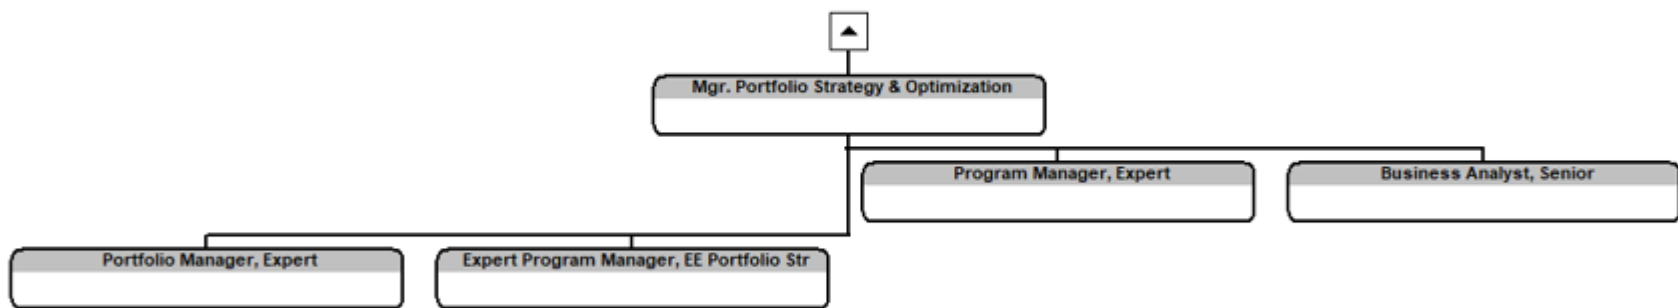 Mgr. Portfolio Strategy & Optimization
Program Manager, Expert
Business Analyst, Senior
Portfolio Manager, Expert
Expert Program Manager, EE Portfolio Str